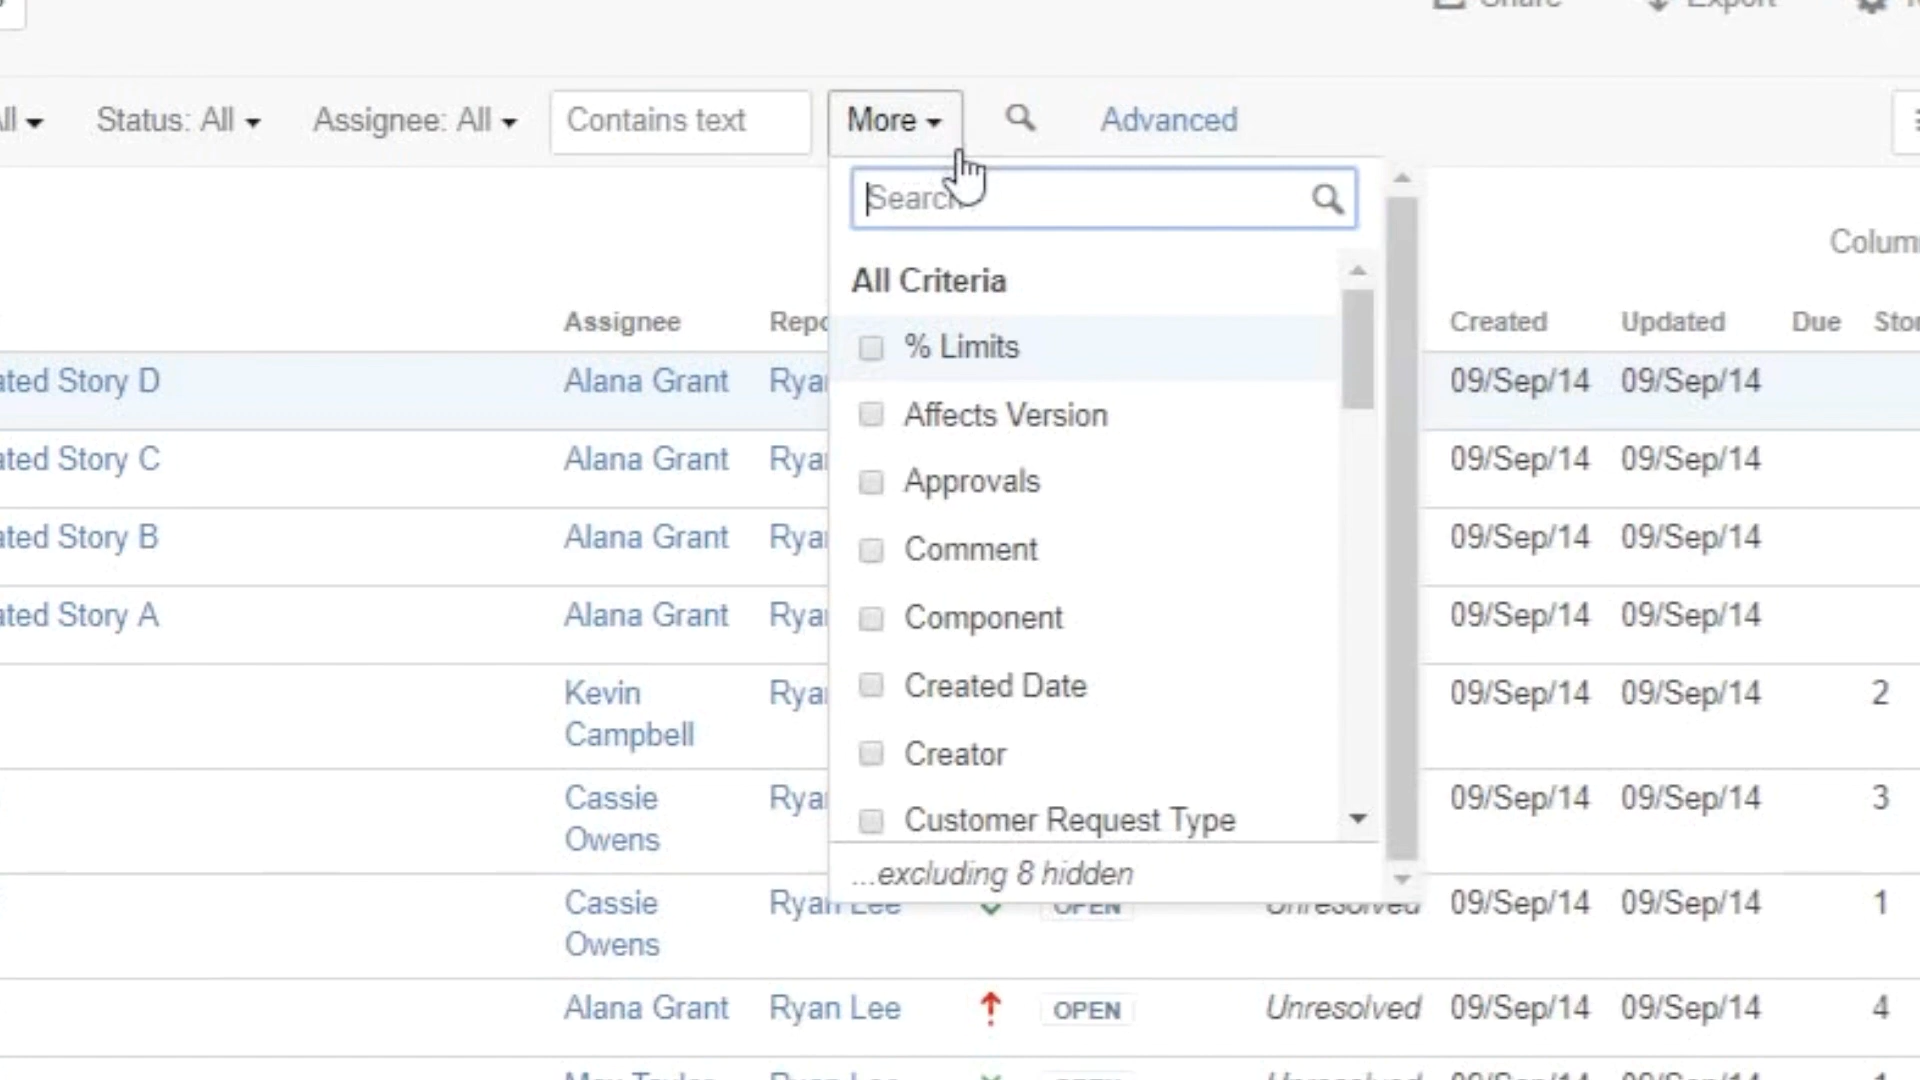 Share Export
All Status: All Assignee: All Contains text More Advanced
Search
All Criteria
% Limits
Affects Version
Approvals
Comment
Component
Created Date
Creator
Customer Request Type
...excluding 8 hidden
Colum
Assignee Repo Created Updated Due Stor
ated Story D Alana Grant Rya 09/Sep/14 09/Sep/14
ated Story C Alana Grant Rya 09/Sep/14 09/Sep/14
ated Story B Alana Grant Rya 09/Sep/14 09/Sep/14
ated Story A Alana Grant Rya 09/Sep/14 09/Sep/14
Kevin Campbell Rya 09/Sep/14 09/Sep/14 2
Cassie Owens Rya 09/Sep/14 09/Sep/14 3
Cassie Owens Ryan Lee OPEN Unresolved 09/Sep/14 09/Sep/14 1
Alana Grant Ryan Lee OPEN Unresolved 09/Sep/14 09/Sep/14 4